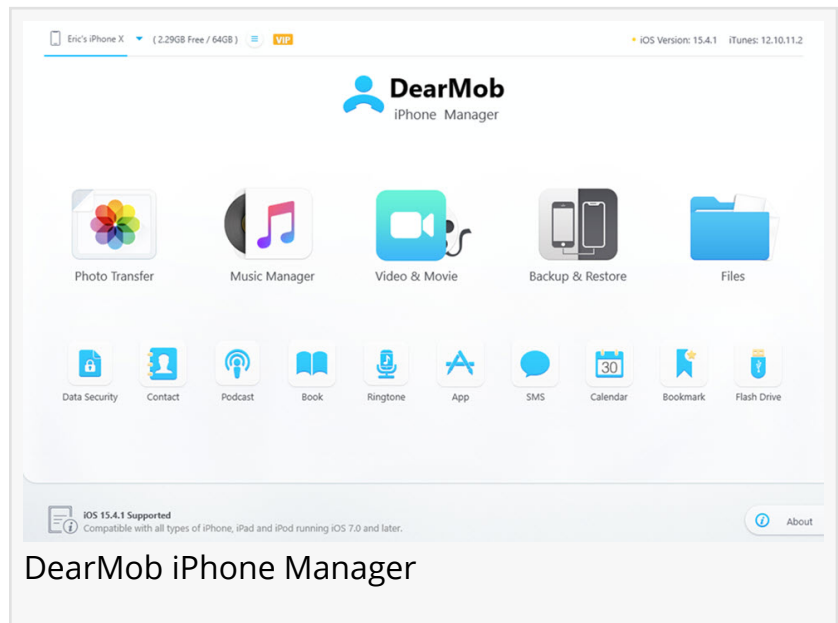 Eric's iPhone X ( 2.29GB Free / 64GB ) VIP iOS Version: 15.4.1 iTunes: 12.10.11.2
DearMob
iPhone Manager
Photo Transfer Music Manager Video & Movie Backup & Restore Files
30
Data Security Contact Podcast Book Ringtone App SMS Calendar Bookmark Flash Drive
iOS 15.4.1 Supported
Compatible with all types of iPhone, iPad and iPod running iOS 7.0 and later.
About
DearMob iPhone Manager